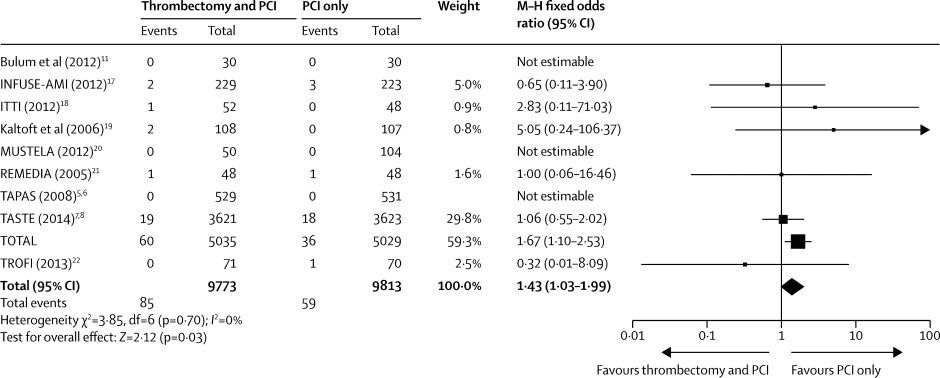 Thrombectomy and PCI PCI only Weight M–H fixed odds
ratio (95% CI)
Events Total Events Total
Bulum et al (2012)¹¹ 0 30 0 30 Not estimable
INFUSE-AMI (2012)¹⁷ 2 229 3 223 5·0% 0·65 (0·11–3·90)
ITTI (2012)¹⁸ 1 52 0 48 0·9% 2·83 (0·11–71·03)
Kaltoft et al (2006)¹⁹ 2 108 0 107 0·8% 5·05 (0·24–106·37)
MUSTELA (2012)²⁰ 0 50 0 104 Not estimable
REMEDIA (2005)²¹ 1 48 1 48 1·6% 1·00 (0·06–16·46)
TAPAS (2008)⁵,⁶ 0 529 0 531 Not estimable
TASTE (2014)⁷,⁸ 19 3621 18 3623 29·8% 1·06 (0·55–2·02)
TOTAL 60 5035 36 5029 59·3% 1·67 (1·10–2·53)
TROFI (2013)²² 0 71 1 70 2·5% 0·32 (0·01–8·09)
Total (95% CI) 9773 9813 100·0% 1·43 (1·03–1·99)
Total events 85 59
Heterogeneity χ²=3·85, df=6 (p=0·70); I²=0%
Test for overall effect: Z=2·12 (p=0·03)
0·01 0·1 1 10 100
Favours thrombectomy and PCI Favours PCI only